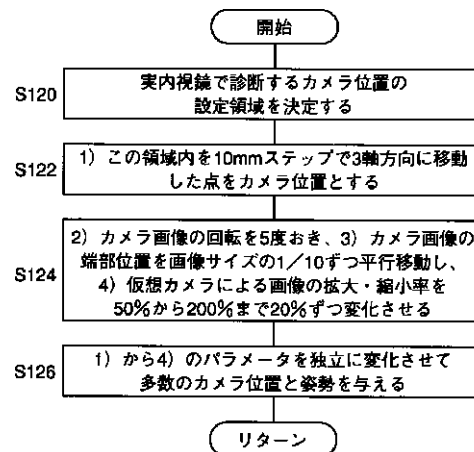 開始
S120
実内視鏡で診断するカメラ位置の
設定領域を決定する
S122
1）この領域内を10mmステップで3軸方向に移動
した点をカメラ位置とする
S124
2）カメラ画像の回転を5度おき、3）カメラ画像の
端部位置を画像サイズの1／10ずつ平行移動し、
4）仮想カメラによる画像の拡大・縮小率を
50%から200%まで20%ずつ変化させる
S126
1）から4）のパラメータを独立に変化させて
多数のカメラ位置と姿勢を与える
リターン